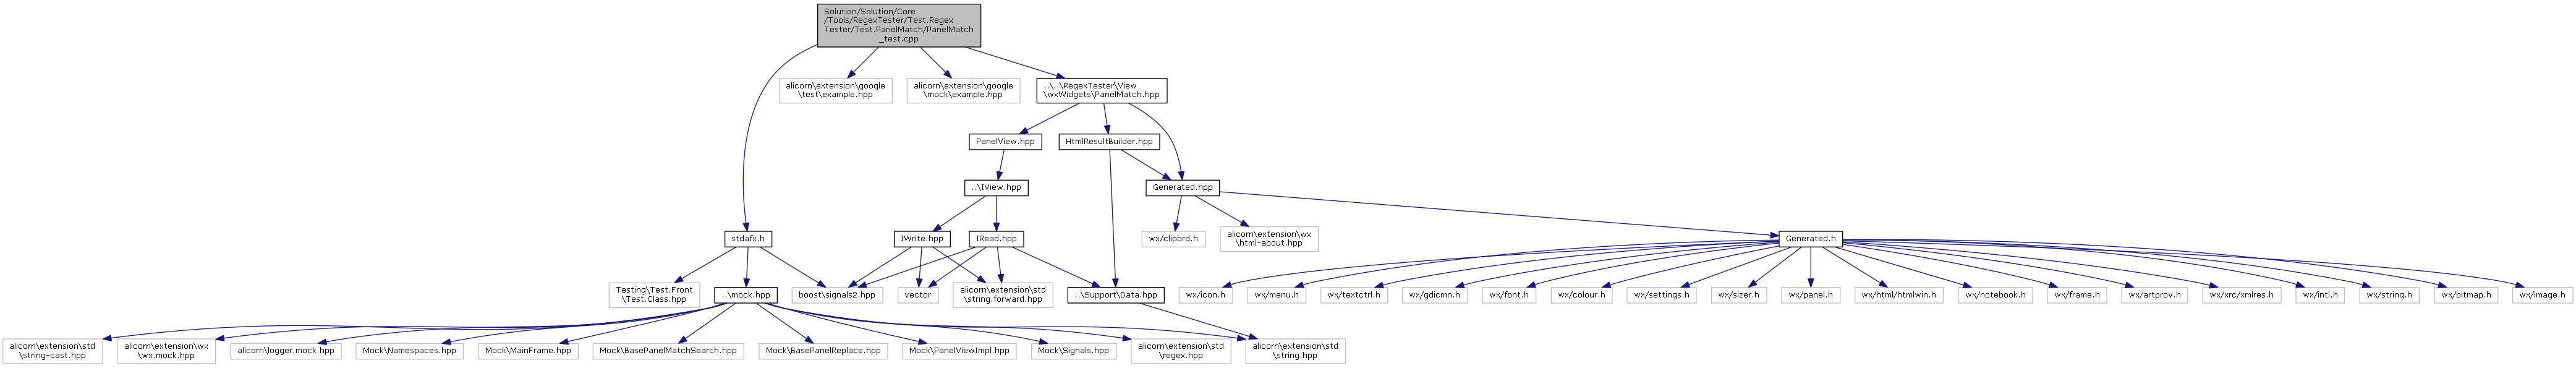 Solution/Solution/Core
/Tools/RegexTester/Test.Regex
Tester/Test.PanelMatch/PanelMatch
_test.cpp
alicorn\extension\google
\test\example.hpp
alicorn\extension\google
\mock\example.hpp
..\..\RegexTester\View
\wxWidgets\PanelMatch.hpp
PanelView.hpp
HtmlResultBuilder.hpp
..\IView.hpp
Generated.hpp
stdafx.h
IWrite.hpp
IRead.hpp
wx/clipbrd.h
alicorn\extension\wx
\html-about.hpp
Generated.h
Testing\Test.Front
\Test.Class.hpp
..\mock.hpp
boost\signals2.hpp
vector
alicorn\extension\std
\string.forward.hpp
..\Support\Data.hpp
wx/icon.h
wx/menu.h
wx/textctrl.h
wx/gdicmn.h
wx/font.h
wx/colour.h
wx/settings.h
wx/sizer.h
wx/panel.h
wx/html/htmlwin.h
wx/notebook.h
wx/frame.h
wx/artprov.h
wx/xrc/xmlres.h
wx/intl.h
wx/string.h
wx/bitmap.h
wx/image.h
alicorn\extension\std
\string-cast.hpp
alicorn\extension\wx
\wx.mock.hpp
alicorn\logger.mock.hpp
Mock\Namespaces.hpp
Mock\MainFrame.hpp
Mock\BasePanelMatchSearch.hpp
Mock\BasePanelReplace.hpp
Mock\PanelViewImpl.hpp
Mock\Signals.hpp
alicorn\extension\std
\regex.hpp
alicorn\extension\std
\string.hpp